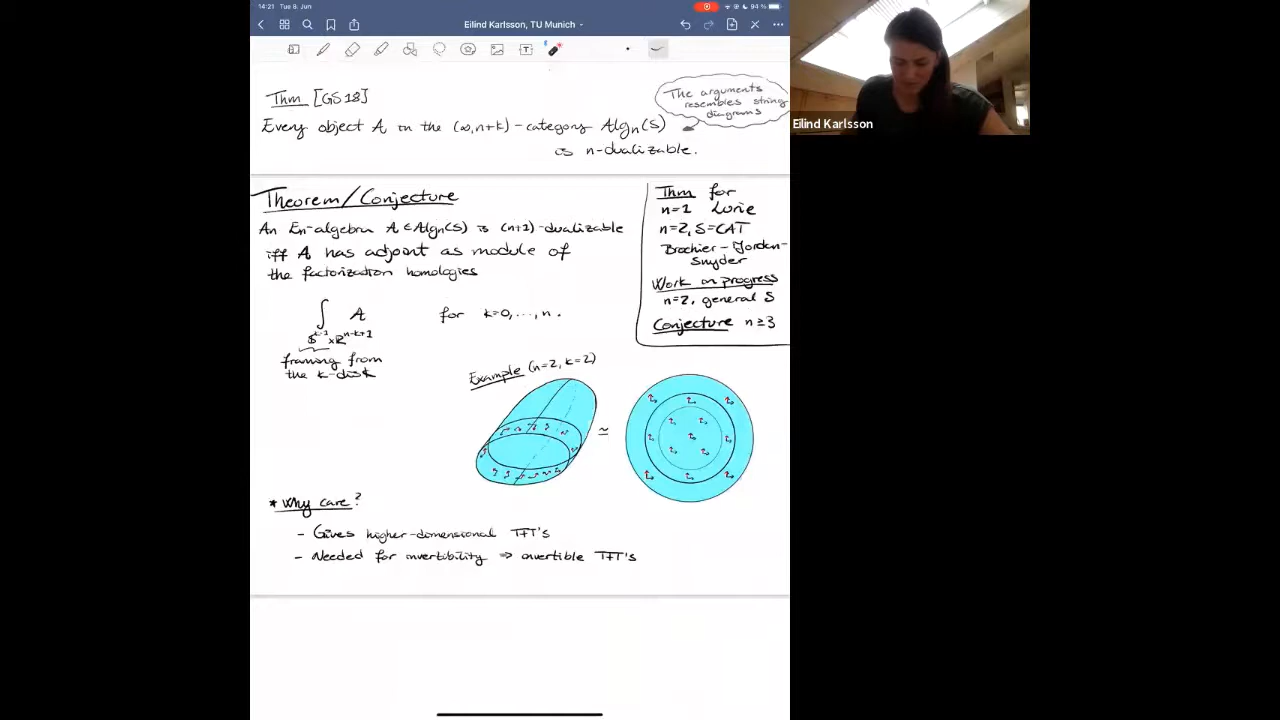 14:21 Tue 8. Jun
94 %
Eilind Karlsson, TU Munich
Thm [GS18]
Every object A in the (∞,n+k)-category Algn(S)
is n-dualizable.
The arguments
resembles string
diagrams
Eilind Karlsson
Theorem/Conjecture
An En-algebra A ∈ Algn(S) is (n+1)-dualizable
iff A has adjoint as module of
the factorization homologies
∫ A for k=0,...,n.
S^k-1 × R^n-k+1
framing from
the k-disk
Thm for
n=1 Lurie
n=2, S=CAT
Brochier-Jordan-
Snyder
Work in progress
n=2, general S
Conjecture n≥3
Example (n=2, k=2)
≃
* Why care?
- Gives higher-dimensional TFT's
- Needed for invertibility → invertible TFT's